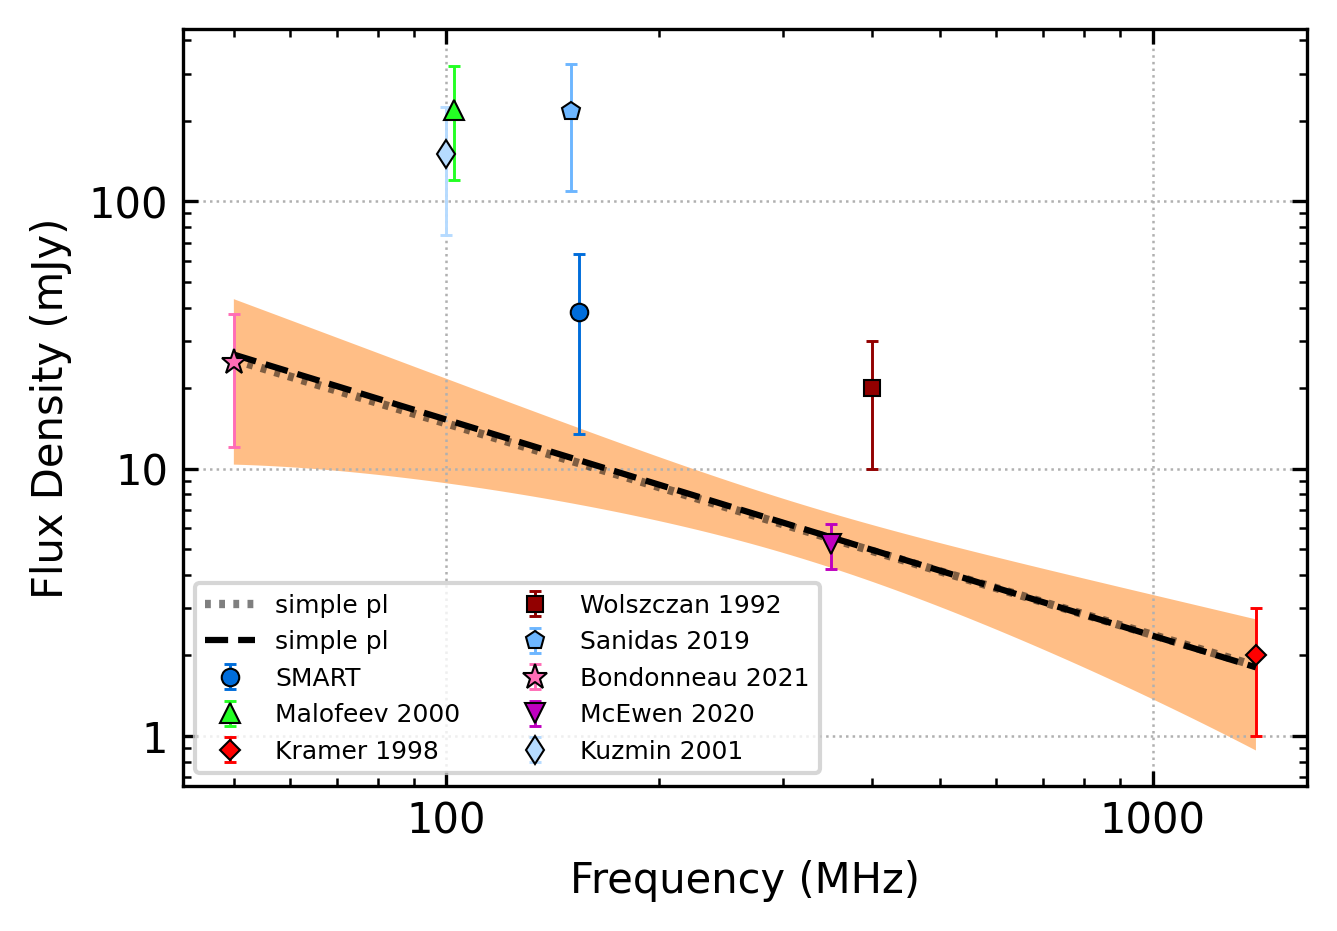 Flux Density (mJy)
100
10
1
simple pl
simple pl
SMART
Malofeev 2000
Kramer 1998
Wolszczan 1992
Sanidas 2019
Bondonneau 2021
McEwen 2020
Kuzmin 2001
100
1000
Frequency (MHz)